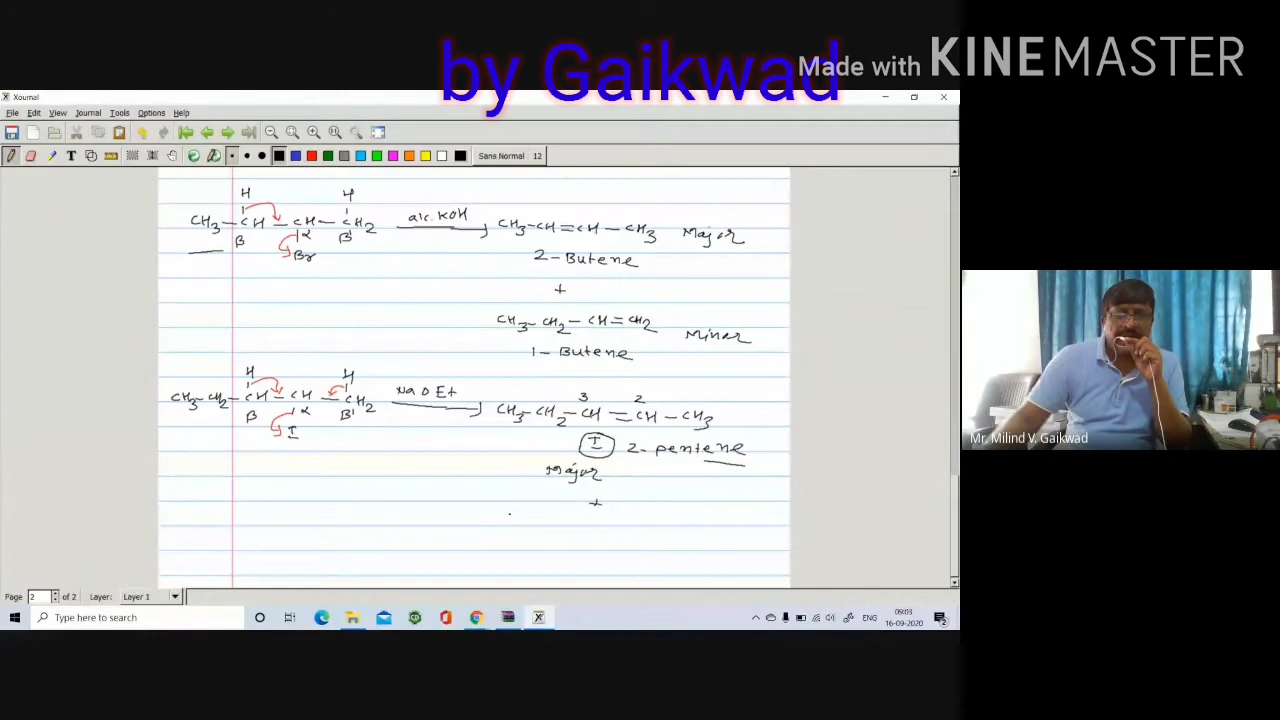 by Gaikwad
Made with KINEMASTER
Xournal
File Edit View Journal Tools Options Help
Sans Normal 12
H H
CH3-CH-CH-CH2 alc. KOH CH3-CH=CH-CH3 Major
β α β'
Br 2-Butene
+
CH3-CH2-CH=CH2 Minor
1-Butene
H H
CH3-CH2-CH-CH-CH2 NaOEt CH3-CH2-CH=CH-CH3
3 2
β α β'
I I 2-pentene
Major
+
Mr. Milind V. Gaikwad
Page 2 of 2 Layer: Layer 1
Type here to search
ENG
09:03
16-09-2020
2